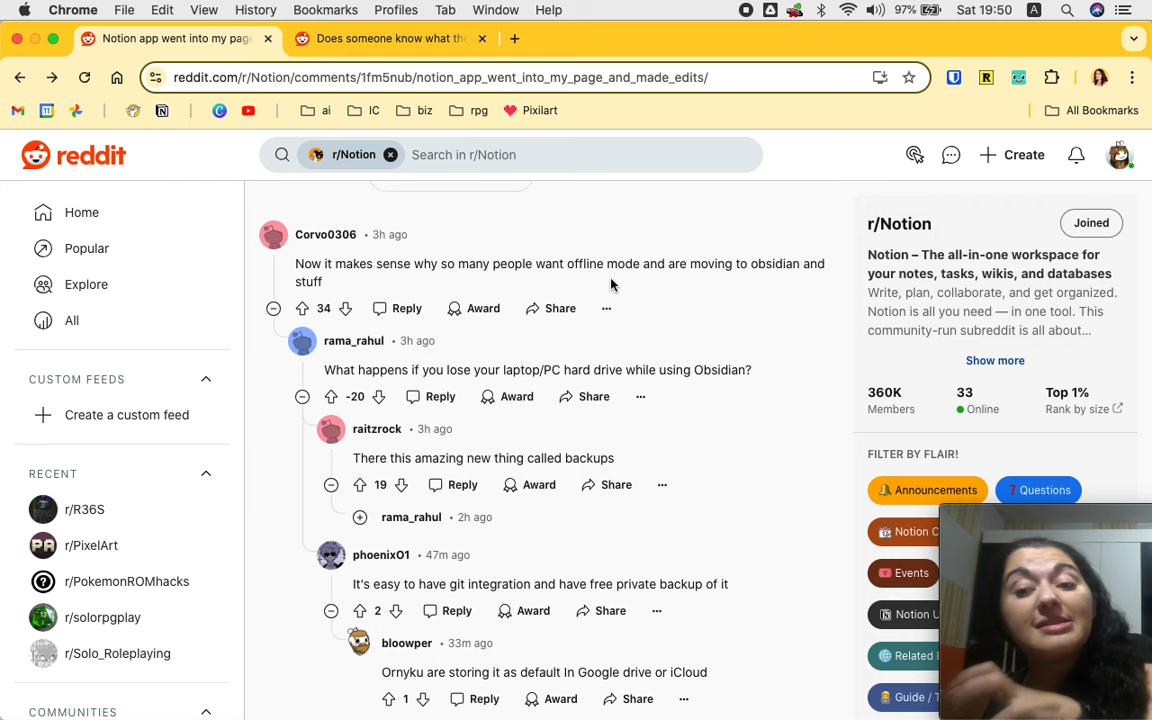 Chrome File Edit View History Bookmarks Profiles Tab Window Help 97% Sat 19:50 A
Notion app went into my page
Does someone know what the
reddit.com/r/Notion/comments/1fm5nub/notion_app_went_into_my_page_and_made_edits/
ai IC biz rpg Pixilart All Bookmarks
reddit r/Notion Search in r/Notion Create
Home
Popular
Explore
All
CUSTOM FEEDS
Create a custom feed
RECENT
r/R36S
r/PixelArt
r/PokemonROMhacks
r/solorpgplay
r/Solo_Roleplaying
COMMUNITIES
Corvo0306 • 3h ago
Now it makes sense why so many people want offline mode and are moving to obsidian and
stuff
34 Reply Award Share
rama_rahul • 3h ago
What happens if you lose your laptop/PC hard drive while using Obsidian?
-20 Reply Award Share
raitzrock • 3h ago
There this amazing new thing called backups
19 Reply Award Share
rama_rahul • 2h ago
phoenix01 • 47m ago
It's easy to have git integration and have free private backup of it
2 Reply Award Share
bloowper • 33m ago
Ornyku are storing it as default In Google drive or iCloud
1 Reply Award Share
r/Notion Joined
Notion – The all-in-one workspace for
your notes, tasks, wikis, and databases
Write, plan, collaborate, and get organized.
Notion is all you need — in one tool. This
community-run subreddit is all about...
Show more
360K 33 Top 1%
Members Online Rank by size
FILTER BY FLAIR!
Announcements Questions
Notion C
Events
Notion U
Related
Guide / T